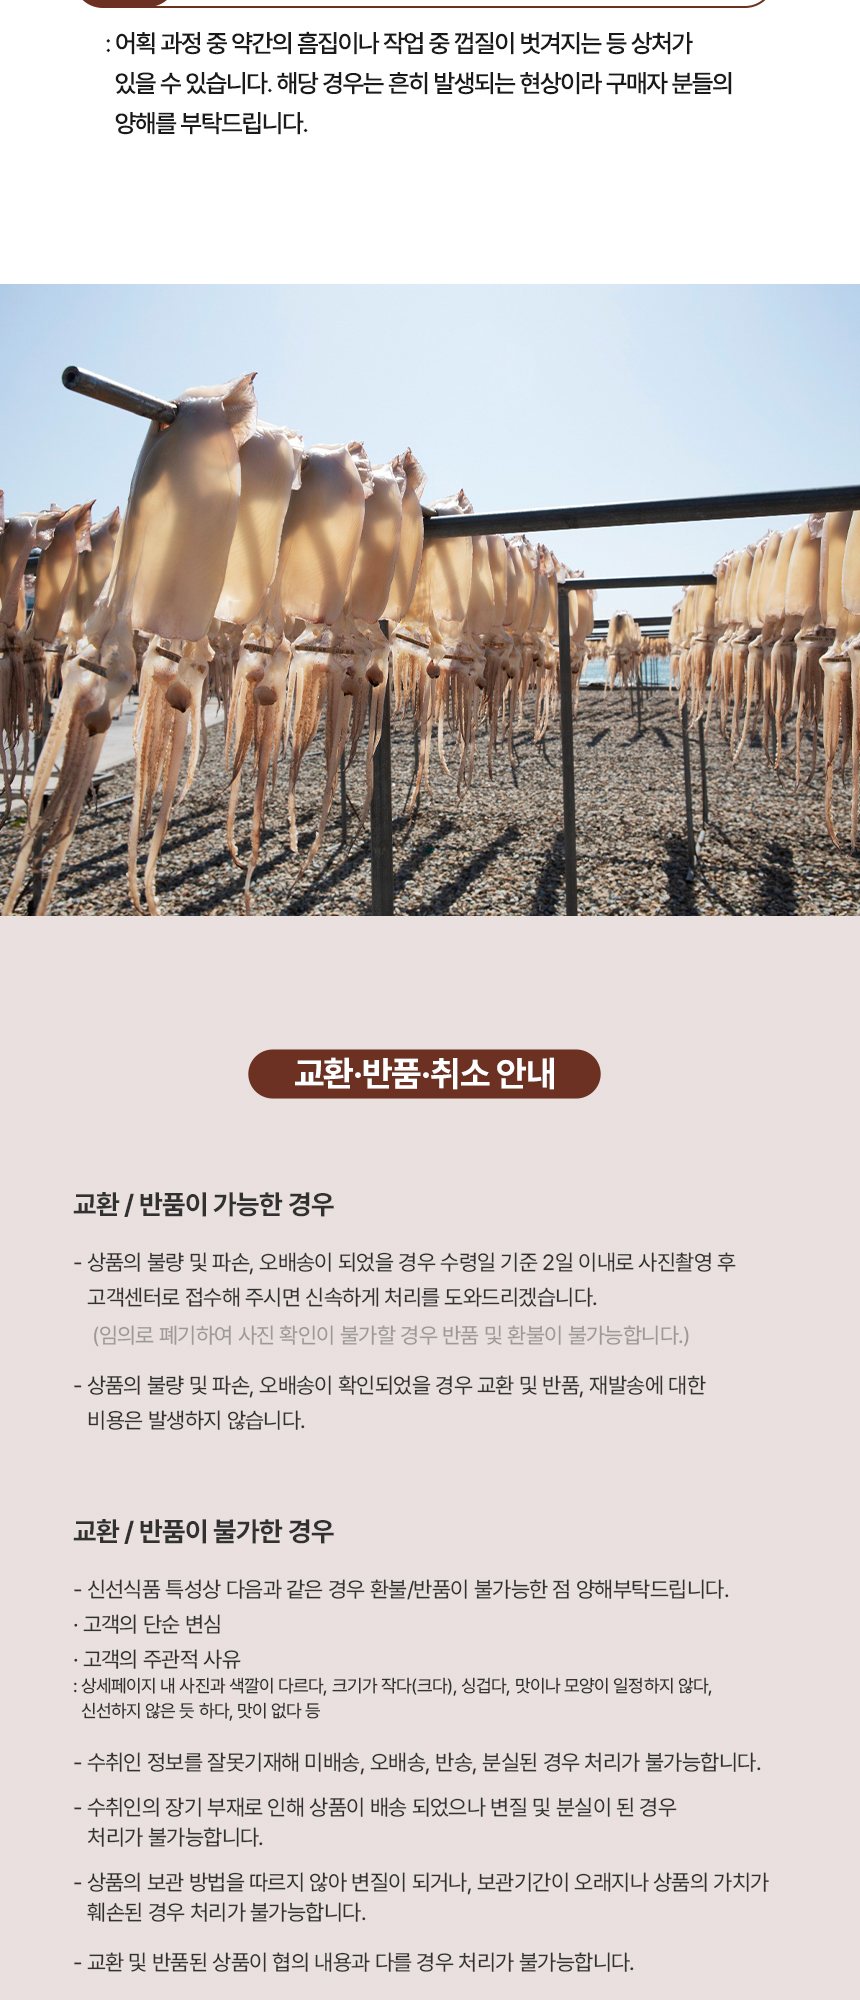 : 어획 과정 중 약간의 흠집이나 작업 중 껍질이 벗겨지는 등 상처가
있을 수 있습니다. 해당 경우는 흔히 발생되는 현상이라 구매자 분들의
양해를 부탁드립니다.
교환·반품·취소 안내
교환 / 반품이 가능한 경우
- 상품의 불량 및 파손, 오배송이 되었을 경우 수령일 기준 2일 이내로 사진촬영 후
고객센터로 접수해 주시면 신속하게 처리를 도와드리겠습니다.
(임의로 폐기하여 사진 확인이 불가할 경우 반품 및 환불이 불가능합니다.)
- 상품의 불량 및 파손, 오배송이 확인되었을 경우 교환 및 반품, 재발송에 대한
비용은 발생하지 않습니다.
교환 / 반품이 불가한 경우
- 신선식품 특성상 다음과 같은 경우 환불/반품이 불가능한 점 양해부탁드립니다.
· 고객의 단순 변심
· 고객의 주관적 사유
: 상세페이지 내 사진과 색깔이 다르다, 크기가 작다(크다), 싱겁다, 맛이나 모양이 일정하지 않다,
신선하지 않은 듯 하다, 맛이 없다 등
- 수취인 정보를 잘못기재해 미배송, 오배송, 반송, 분실된 경우 처리가 불가능합니다.
- 수취인의 장기 부재로 인해 상품이 배송 되었으나 변질 및 분실이 된 경우
처리가 불가능합니다.
- 상품의 보관 방법을 따르지 않아 변질이 되거나, 보관기간이 오래지나 상품의 가치가
훼손된 경우 처리가 불가능합니다.
- 교환 및 반품된 상품이 협의 내용과 다를 경우 처리가 불가능합니다.